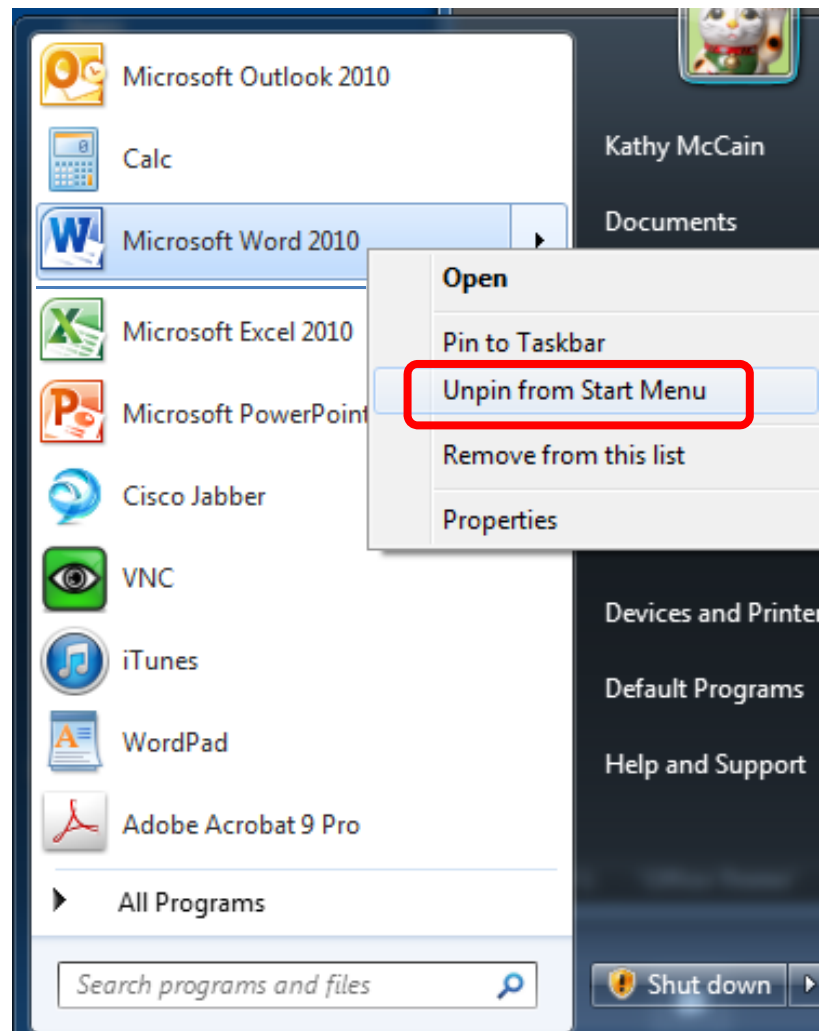 Microsoft Outlook 2010
Calc
Microsoft Word 2010
Microsoft Excel 2010
Microsoft PowerPoint
Cisco Jabber
VNC
iTunes
WordPad
Adobe Acrobat 9 Pro
All Programs
Search programs and files
Kathy McCain
Documents
Open
Pin to Taskbar
Unpin from Start Menu
Remove from this list
Properties
Devices and Printer
Default Programs
Help and Support
Shut down